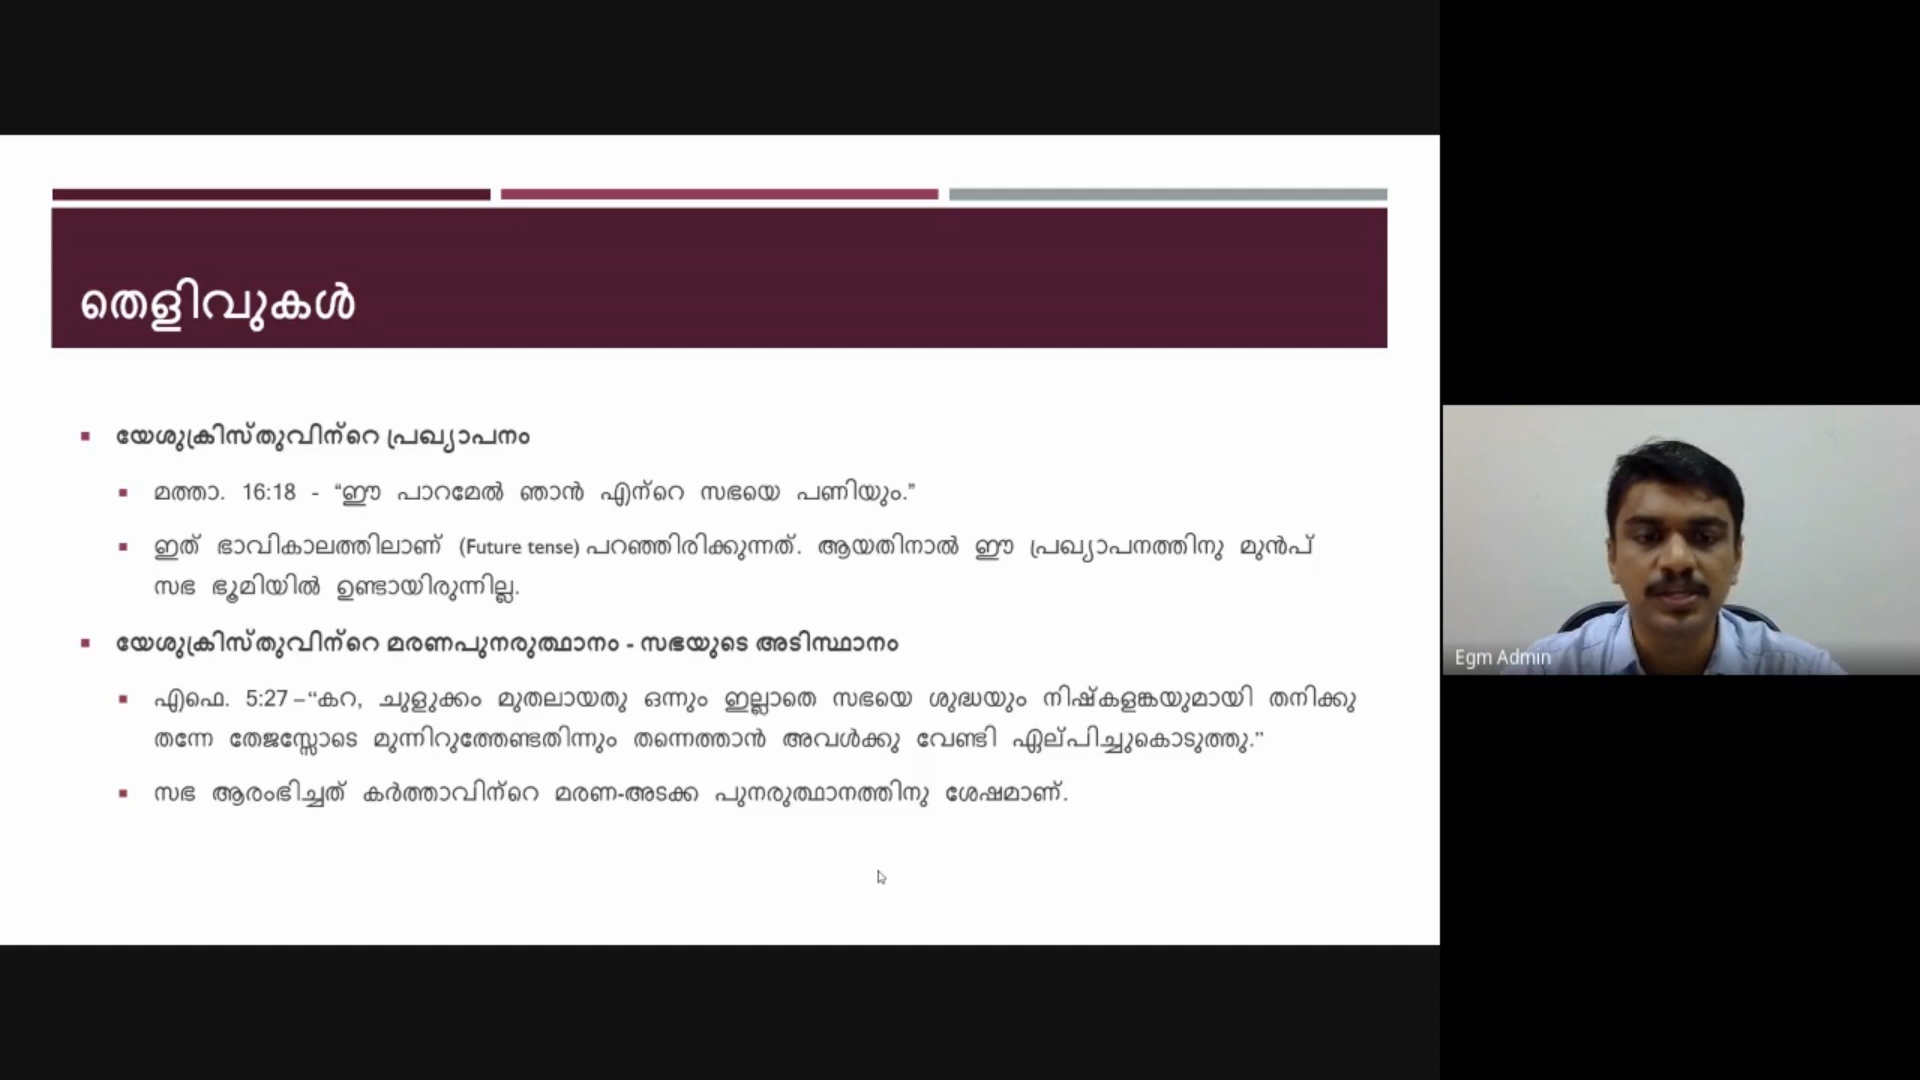 തെളിവുകൾ
യേശുക്രിസ്തുവിന്റെ പ്രഖ്യാപനം
മത്താ. 16:18 - “ഈ പാറമേൽ ഞാൻ എന്റെ സഭയെ പണിയും.”
ഇത് ഭാവികാലത്തിലാണ് (Future tense) പറഞ്ഞിരിക്കുന്നത്. ആയതിനാൽ ഈ പ്രഖ്യാപനത്തിനു മുൻപ്
സഭ ഭൂമിയിൽ ഉണ്ടായിരുന്നില്ല.
യേശുക്രിസ്തുവിന്റെ മരണപുനരുത്ഥാനം - സഭയുടെ അടിസ്ഥാനം
എഫെ. 5:27 – “കറ, ചുളുക്കം മുതലായതു ഒന്നും ഇല്ലാതെ സഭയെ ശുദ്ധയും നിഷ്കളങ്കയുമായി തനിക്കു
തന്നേ തേജസ്സോടെ മുന്നിറുത്തേണ്ടതിന്നും തന്നെത്താൻ അവൾക്കു വേണ്ടി ഏല്പിച്ചുകൊടുത്തു.”
സഭ ആരംഭിച്ചത് കർത്താവിന്റെ മരണ-അടക്ക പുനരുത്ഥാനത്തിനു ശേഷമാണ്.
Egm Admin